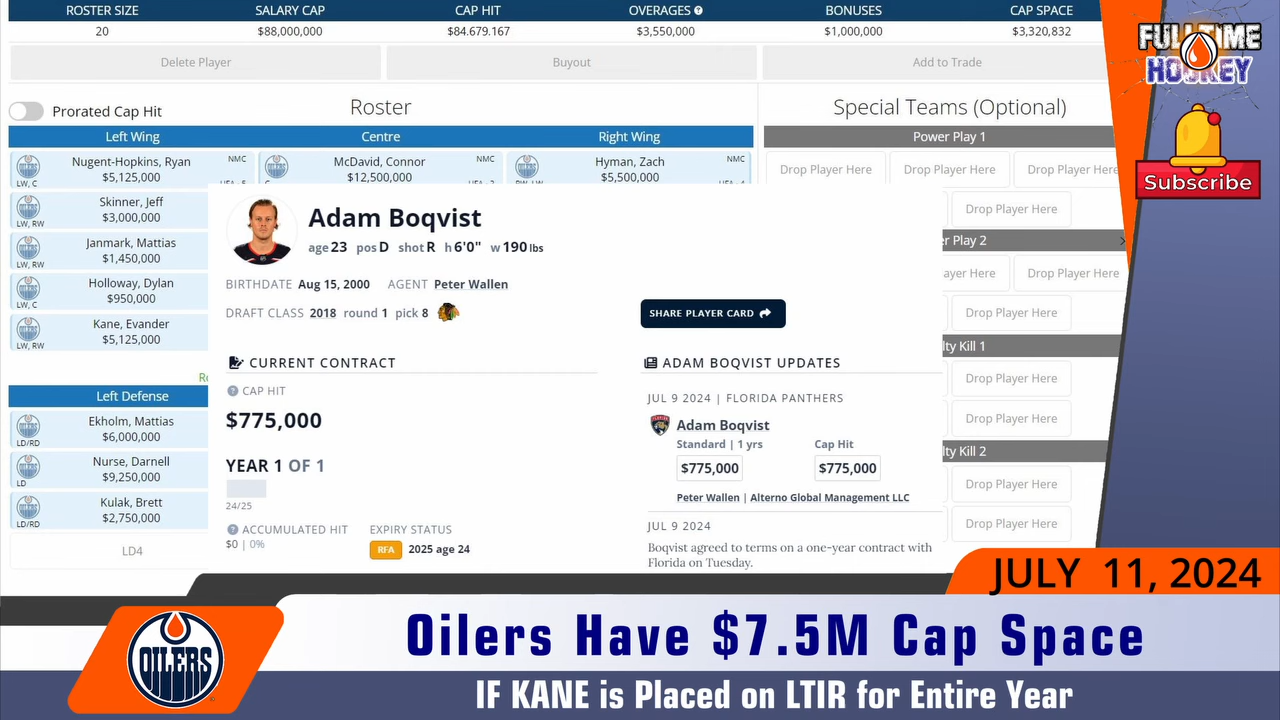 ROSTER SIZE SALARY CAP CAP HIT OVERAGES BONUSES CAP SPACE
20 $88,000,000 $84.679.167 $3,550,000 $1,000,000 $3,320,832
Delete Player Buyout Add to Trade
FULLTIME
HOCKEY
Subscribe
Prorated Cap Hit Roster Special Teams (Optional)
Left Wing Centre Right Wing Power Play 1
Nugent-Hopkins, Ryan NMC McDavid, Connor NMC Hyman, Zach NMC
$5,125,000 $12,500,000 $5,500,000
LW, C
Drop Player Here Drop Player Here Drop Player Here
Skinner, Jeff
$3,000,000
LW, RW
Drop Player Here
Janmark, Mattias
$1,450,000
LW, RW
r Play 2
Holloway, Dylan
$950,000
LW, C
ayer Here Drop Player Here
Kane, Evander
$5,125,000
LW, RW
Drop Player Here
lty Kill 1
Drop Player Here
Drop Player Here
lty Kill 2
Drop Player Here
Drop Player Here
Left Defense
Ekholm, Mattias
$6,000,000
LD/RD
Nurse, Darnell
$9,250,000
LD
Kulak, Brett
$2,750,000
LD/RD
LD4
Adam Boqvist
age 23 pos D shot R h 6'0" w 190 lbs
BIRTHDATE Aug 15, 2000 AGENT Peter Wallen
DRAFT CLASS 2018 round 1 pick 8
SHARE PLAYER CARD
CURRENT CONTRACT
CAP HIT
$775,000
YEAR 1 OF 1
24/25
ACCUMULATED HIT EXPIRY STATUS
$0 | 0% RFA 2025 age 24
ADAM BOQVIST UPDATES
JUL 9 2024 | FLORIDA PANTHERS
Adam Boqvist
Standard | 1 yrs Cap Hit
$775,000 $775,000
Peter Wallen | Alterno Global Management LLC
JUL 9 2024
Boqvist agreed to terms on a one-year contract with
Florida on Tuesday.
JULY 11, 2024
OILERS
Oilers Have $7.5M Cap Space
IF KANE is Placed on LTIR for Entire Year